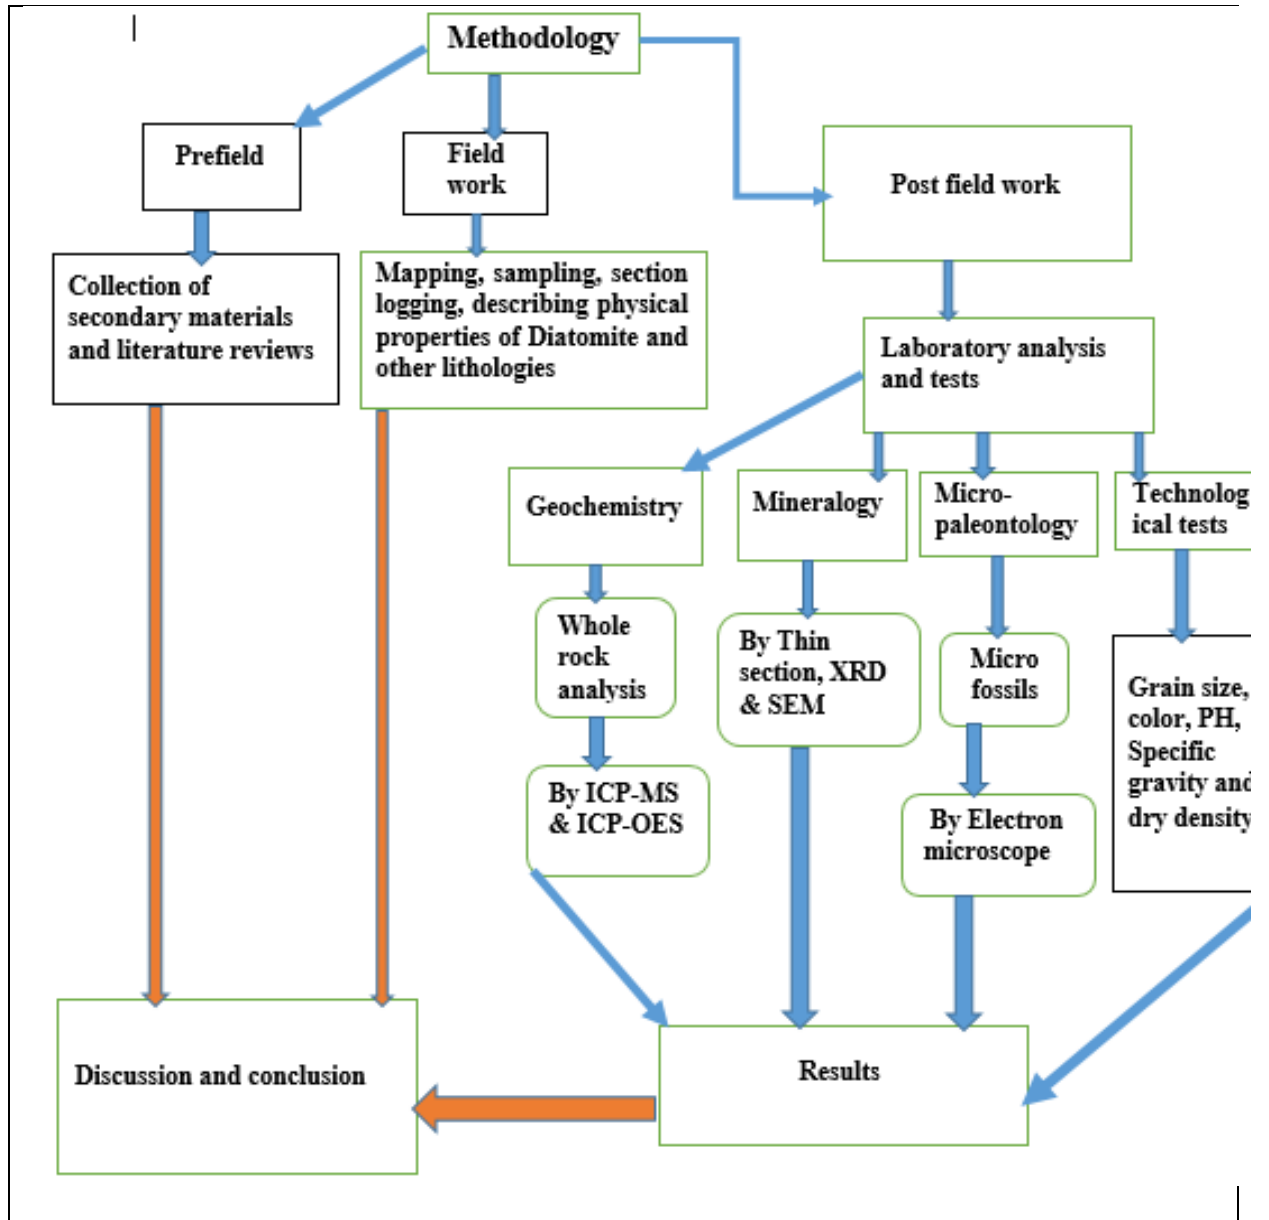 Methodology
Prefield
Field
work
Post field work
Collection of
secondary materials
and literature reviews
Mapping, sampling, section
logging, describing physical
properties of Diatomite and
other lithologies
Laboratory analysis
and tests
Geochemistry
Mineralogy
Micro-
paleontology
Technolog
ical tests
Whole
rock
analysis
By Thin
section, XRD
& SEM
Micro
fossils
Grain size,
color, PH,
Specific
gravity and
dry density
By ICP-MS
& ICP-OES
By Electron
microscope
Discussion and conclusion
Results